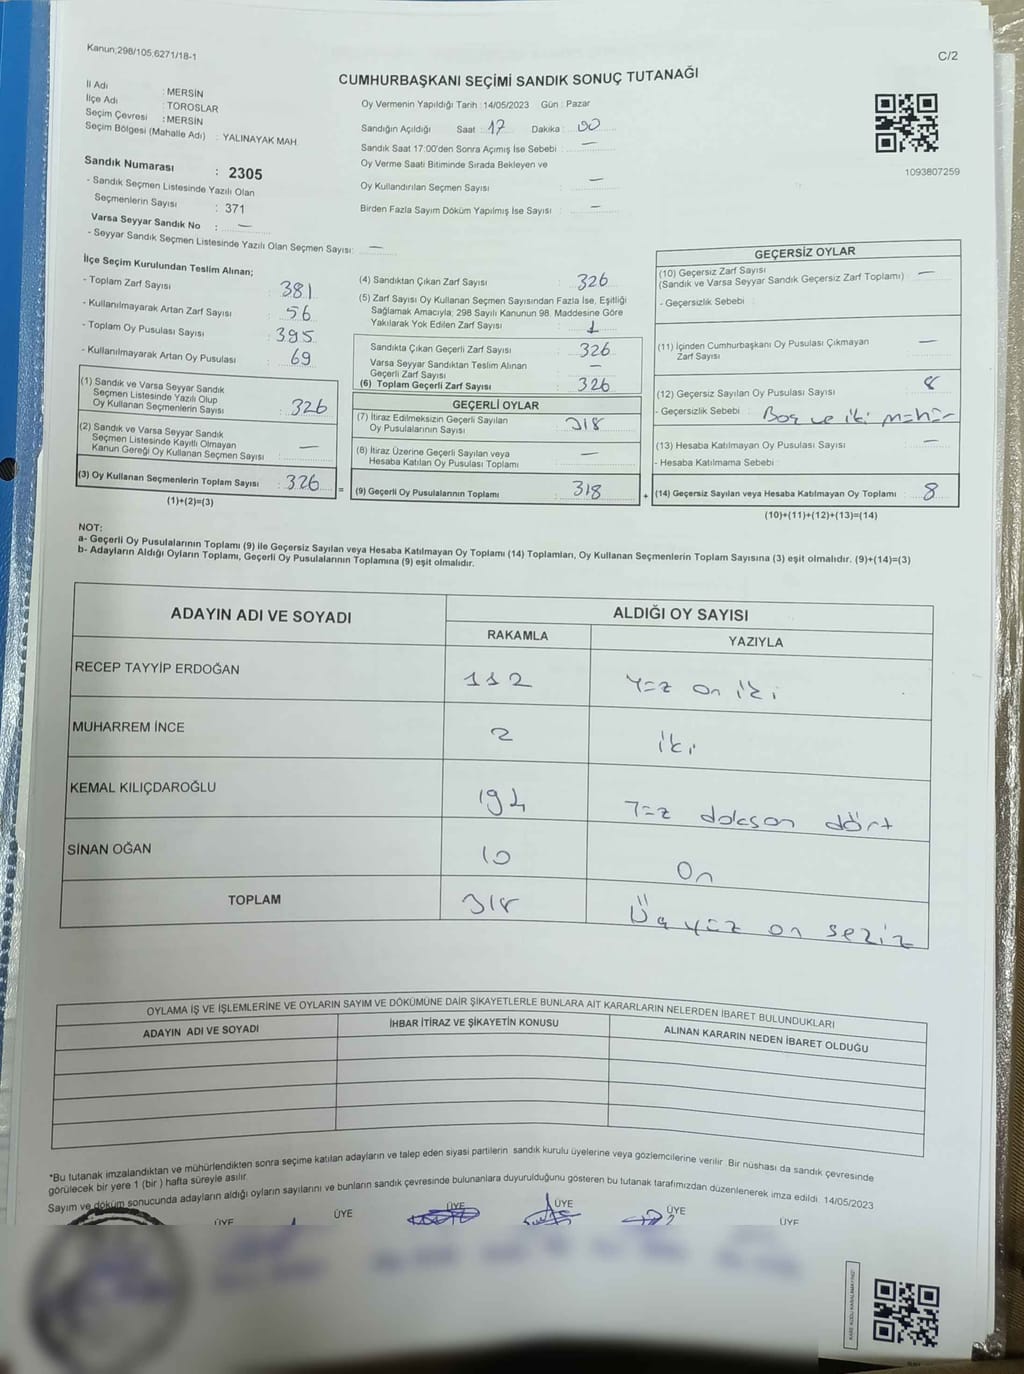 Kanun;298/105,6271/18-1
C/2
CUMHURBAŞKANI SEÇİMİ SANDIK SONUÇ TUTANAĞI
İl Adı : MERSİN
İlçe Adı : TOROSLAR
Seçim Çevresi : MERSİN
Seçim Bölgesi (Mahalle Adı) : YALINAYAK MAH
Sandık Numarası : 2305
- Sandık Seçmen Listesinde Yazılı Olan
Seçmenlerin Sayısı : 371
Varsa Seyyar Sandık No : —
- Seyyar Sandık Seçmen Listesinde Yazılı Olan Seçmen Sayısı: —
Oy Vermenin Yapıldığı Tarih : 14/05/2023 Gün : Pazar
Sandığın Açıldığı Saat : 17 Dakika : 00
Sandık Saat 17:00'den Sonra Açımış İse Sebebi : —
Oy Verme Saati Bitiminde Sırada Bekleyen ve
Oy Kullandırılan Seçmen Sayısı : —
Birden Fazla Sayım Döküm Yapılmış İse Sayısı : —
1093807259
İlçe Seçim Kurulundan Teslim Alınan;
- Toplam Zarf Sayısı : 381
- Kullanılmayarak Artan Zarf Sayısı : 56
- Toplam Oy Pusulası Sayısı : 395
- Kullanılmayarak Artan Oy Pusulası : 69
(1) Sandık ve Varsa Seyyar Sandık
Seçmen Listesinde Yazılı Olup
Oy Kullanan Seçmenlerin Sayısı : 326
(2) Sandık ve Varsa Seyyar Sandık
Seçmen Listesinde Kayıtlı Olmayan
Kanun Gereği Oy Kullanan Seçmen Sayısı : —
(3) Oy Kullanan Seçmenlerin Toplam Sayısı : 326 =
(1)+(2)=(3)
(4) Sandıktan Çıkan Zarf Sayısı : 326
(5) Zarf Sayısı Oy Kullanan Seçmen Sayısından Fazla İse, Eşitliği
Sağlamak Amacıyla; 298 Sayılı Kanunun 98. Maddesine Göre
Yakılarak Yok Edilen Zarf Sayısı : 1
Sandıkta Çıkan Geçerli Zarf Sayısı : 326
Varsa Seyyar Sandıktan Teslim Alınan
Geçerli Zarf Sayısı : —
(6) Toplam Geçerli Zarf Sayısı : 326
GEÇERLİ OYLAR
(7) İtiraz Edilmeksizin Geçerli Sayılan
Oy Pusulalarının Sayısı : 318
(8) İtiraz Üzerine Geçerli Sayılan veya
Hesaba Katılan Oy Pusulası Toplamı : —
(9) Geçerli Oy Pusulalarının Toplamı : 318 +
GEÇERSİZ OYLAR
(10) Geçersiz Zarf Sayısı
(Sandık ve Varsa Seyyar Sandık Geçersiz Zarf Toplamı) : —
- Geçersizlik Sebebi :
(11) İçinden Cumhurbaşkanı Oy Pusulası Çıkmayan
Zarf Sayısı : —
(12) Geçersiz Sayılan Oy Pusulası Sayısı : 8
- Geçersizlik Sebebi : Boş ve iki mühür
(13) Hesaba Katılmayan Oy Pusulası Sayısı : —
- Hesaba Katılmama Sebebi :
(14) Geçersiz Sayılan veya Hesaba Katılmayan Oy Toplamı : 8
(10)+(11)+(12)+(13)=(14)
NOT:
a- Geçerli Oy Pusulalarının Toplamı (9) ile Geçersiz Sayılan veya Hesaba Katılmayan Oy Toplamı (14) Toplamları, Oy Kullanan Seçmenlerin Toplam Sayısına (3) eşit olmalıdır. (9)+(14)=(3)
b- Adayların Aldığı Oyların Toplamı, Geçerli Oy Pusulalarının Toplamına (9) eşit olmalıdır.
ADAYIN ADI VE SOYADI ALDIĞI OY SAYISI
RAKAMLA YAZIYLA
RECEP TAYYİP ERDOĞAN 112 Yüz on iki
MUHARREM İNCE 2 iki
KEMAL KILIÇDAROĞLU 194 Yüz dokson dört
SİNAN OĞAN 10 On
TOPLAM 318 Üç yüz on seziz
OYLAMA İŞ VE İŞLEMLERİNE VE OYLARIN SAYIM VE DÖKÜMÜNE DAİR ŞİKAYETLERLE BUNLARA AİT KARARLARIN NELERDEN İBARET BULUNDUKLARI
ADAYIN ADI VE SOYADI İHBAR İTİRAZ VE ŞİKAYETİN KONUSU ALINAN KARARIN NEDEN İBARET OLDUĞU
*Bu tutanak imzalandıktan ve mühürlendikten sonra seçime katılan adayların ve talep eden siyasi partilerin sandık kurulu üyelerine veya gözlemcilerine verilir. Bir nüshası da sandık çevresinde
görülecek bir yere 1 (bir ) hafta süreyle asılır.
Sayım ve döküm sonucunda adayların aldığı oyların sayılarını ve bunların sandık çevresinde bulunanlara duyurulduğunu gösteren bu tutanak tarafımızdan düzenlenerek imza edildi. 14/05/2023
ÜYE ÜYE ÜYE ÜYE ÜYE ÜYE
KARE KODU KARALAMAYINIZ!